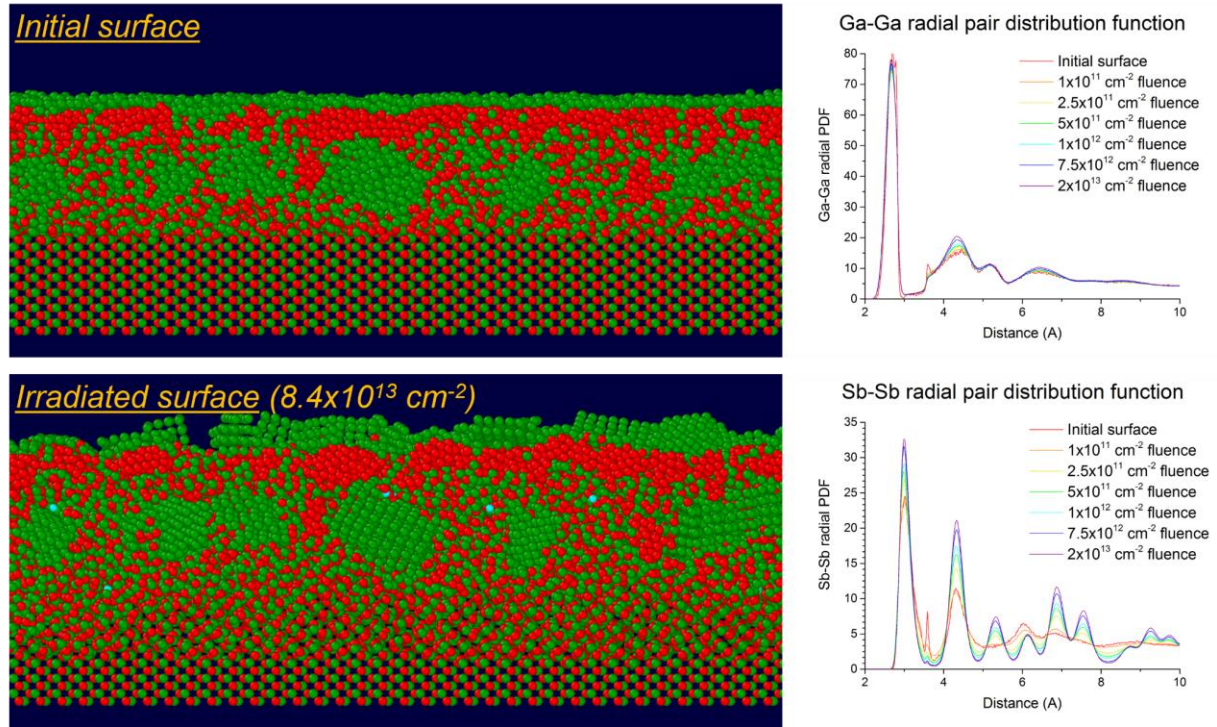 Initial surface
Ga-Ga radial pair distribution function
80
70
60
50
40
30
20
10
0
Ga-Ga radial PDF
Initial surface
1x10¹¹ cm⁻² fluence
2.5x10¹¹ cm⁻² fluence
5x10¹¹ cm⁻² fluence
1x10¹² cm⁻² fluence
7.5x10¹² cm⁻² fluence
2x10¹³ cm⁻² fluence
2 4 6 8 10
Distance (A)
Irradiated surface (8.4x10¹³ cm⁻²)
Sb-Sb radial pair distribution function
35
30
25
20
15
10
5
0
Sb-Sb radial PDF
Initial surface
1x10¹¹ cm⁻² fluence
2.5x10¹¹ cm⁻² fluence
5x10¹¹ cm⁻² fluence
1x10¹² cm⁻² fluence
7.5x10¹² cm⁻² fluence
2x10¹³ cm⁻² fluence
2 4 6 8 10
Distance (A)